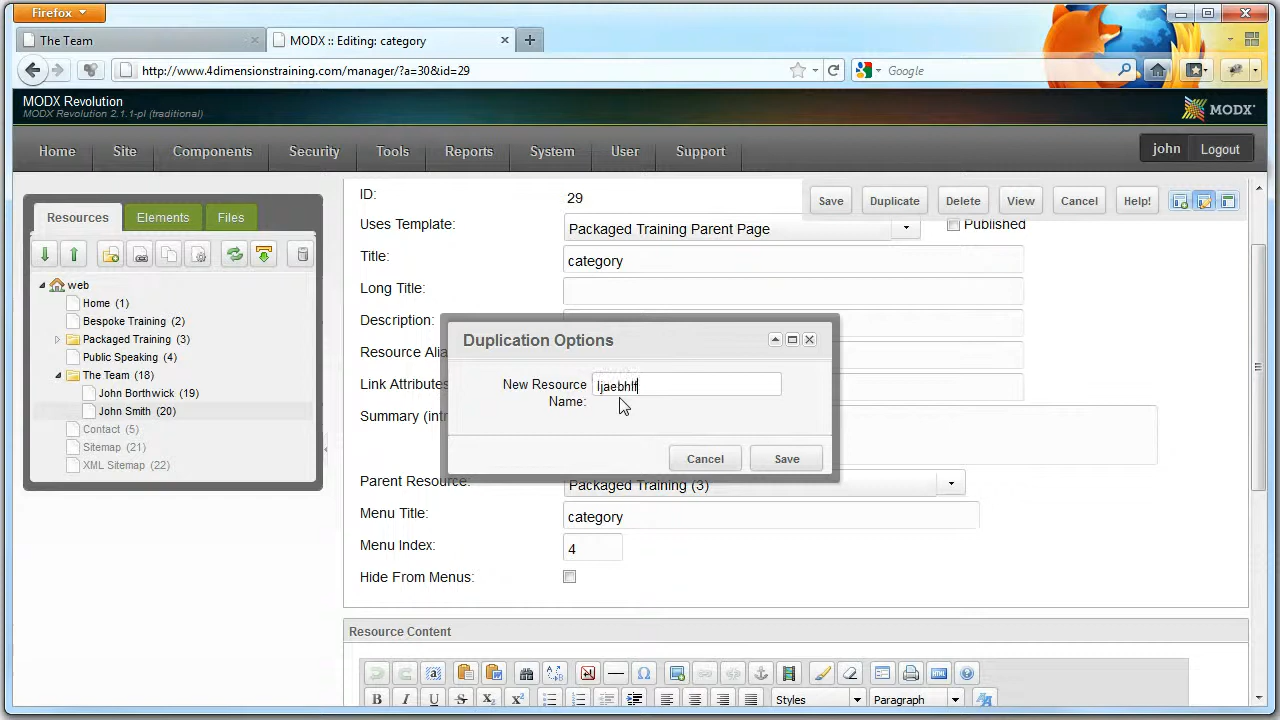 Firefox
The Team
MODX :: Editing: category
http://www.4dimensionstraining.com/manager/?a=30&id=29
Google
MODX Revolution
MODX Revolution 2.1.1-pl (traditional)
MODX
Home Site Components Security Tools Reports System User Support
john Logout
Resources Elements Files
web
Home (1)
Bespoke Training (2)
Packaged Training (3)
Public Speaking (4)
The Team (18)
John Borthwick (19)
John Smith (20)
Contact (5)
Sitemap (21)
XML Sitemap (22)
Save Duplicate Delete View Cancel Help!
ID: 29
Uses Template: Packaged Training Parent Page Published
Title: category
Long Title:
Description:
Resource Alia
Link Attributes
Summary (intr
Duplication Options
New Resource Name: ljaebhlf
Cancel Save
Parent Resource: Packaged Training (3)
Menu Title: category
Menu Index: 4
Hide From Menus:
Resource Content
B I U S X₂ X² Styles Paragraph